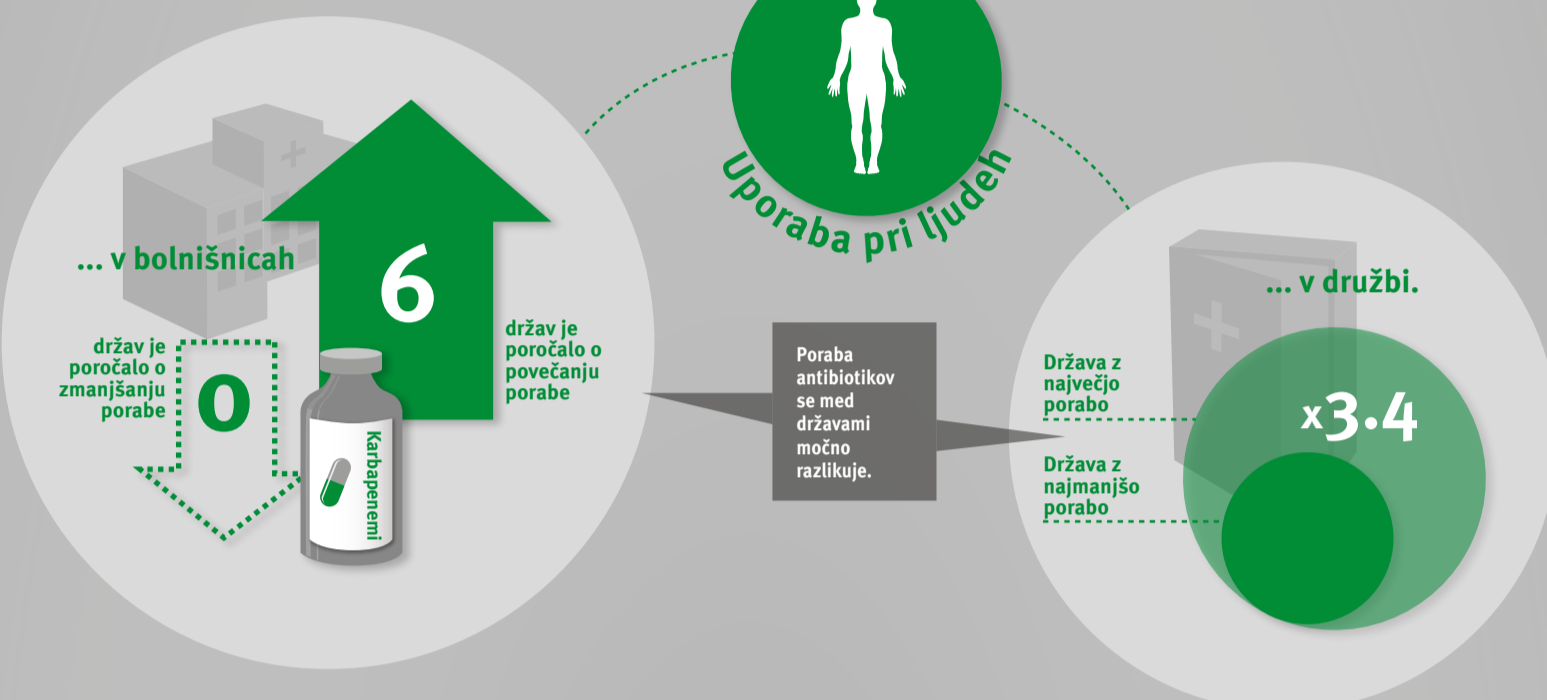 Uporaba pri ljudeh
... v bolnišnicah
6
držav je
poročalo o
povečanju
porabe
držav je
poročalo o
zmanjšanju
porabe
0
Karbapenemi
Poraba
antibiotikov
se med
državami
močno
razlikuje.
... v družbi.
Država z
največjo
porabo
x3.4
Država z
najmanjšo
porabo